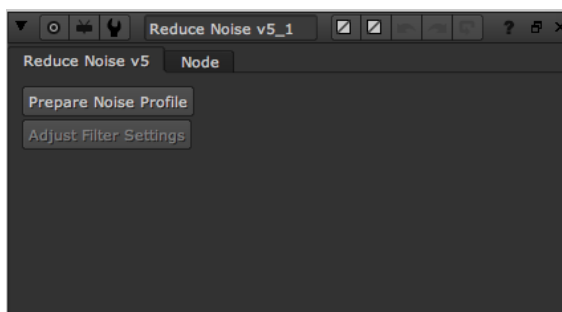 Reduce Noise v5_1
?
Reduce Noise v5 Node
Prepare Noise Profile
Adjust Filter Settings